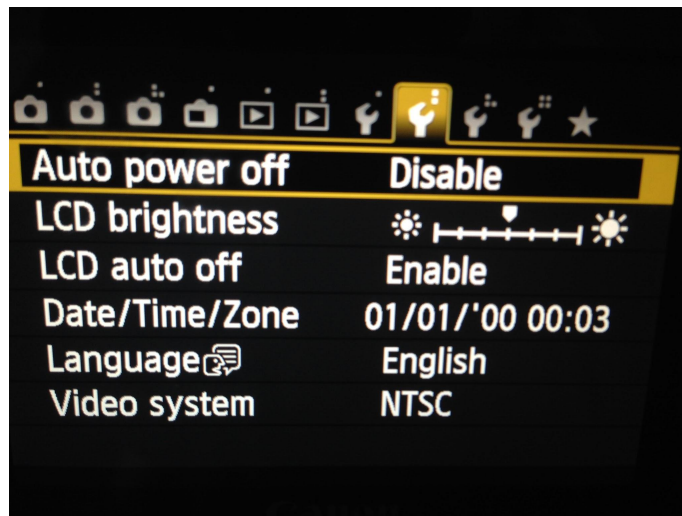 Auto power off Disable
LCD brightness
LCD auto off Enable
Date/Time/Zone 01/01/'00 00:03
Language English
Video system NTSC